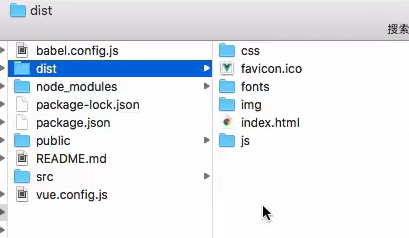 dist
搜索
babel.config.js
dist
node_modules
package-lock.json
package.json
public
README.md
src
vue.config.js
css
favicon.ico
fonts
img
index.html
js